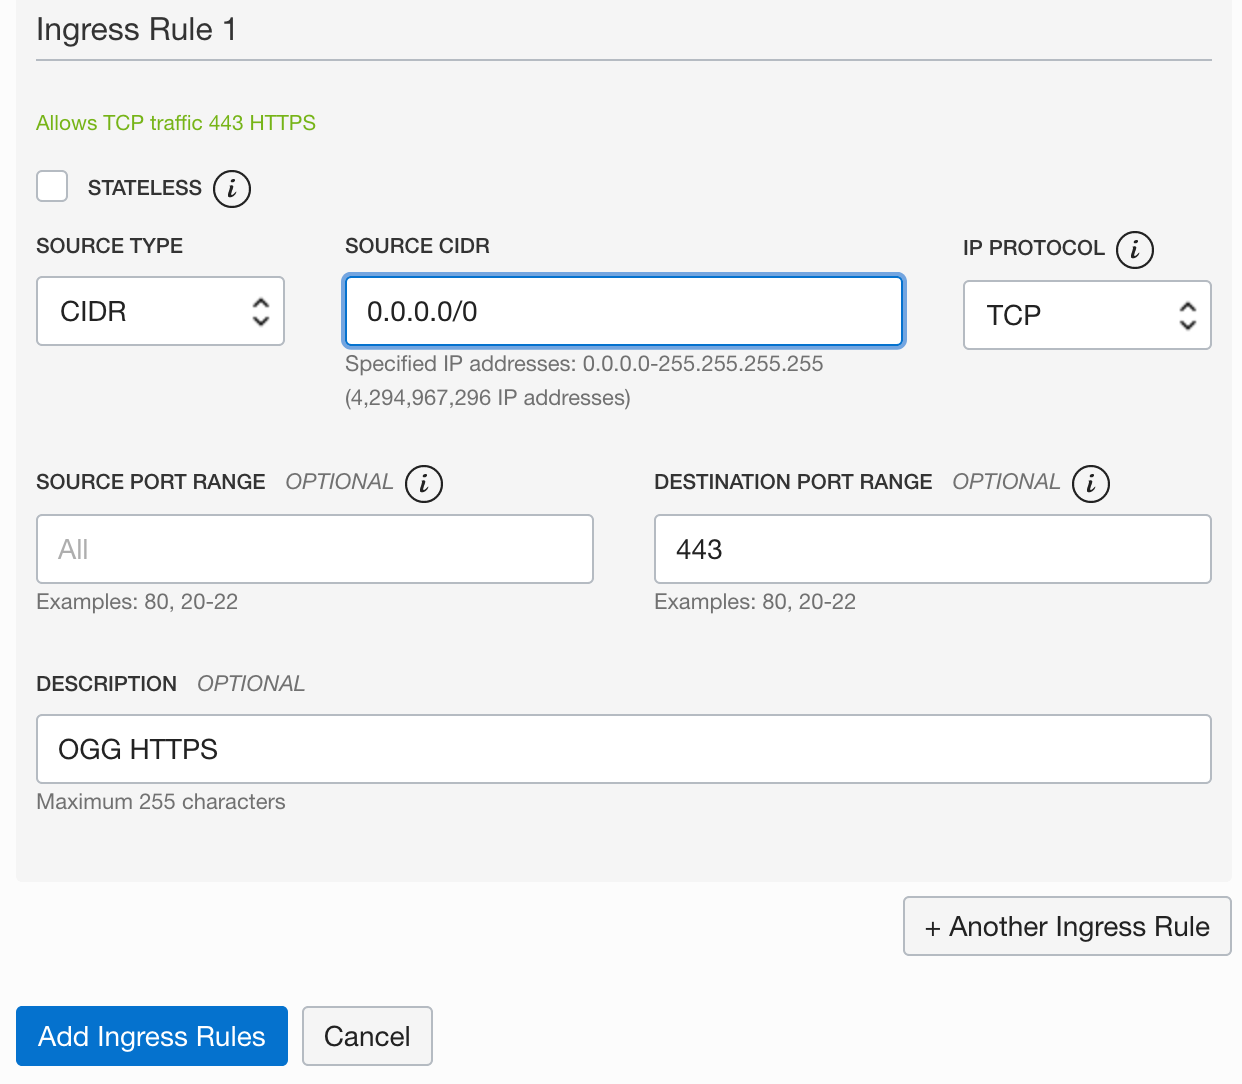 Ingress Rule 1
Allows TCP traffic 443 HTTPS
STATELESS i
SOURCE TYPE SOURCE CIDR IP PROTOCOL i
CIDR 0.0.0.0/0 TCP
Specified IP addresses: 0.0.0.0-255.255.255.255
(4,294,967,296 IP addresses)
SOURCE PORT RANGE OPTIONAL i DESTINATION PORT RANGE OPTIONAL i
All 443
Examples: 80, 20-22 Examples: 80, 20-22
DESCRIPTION OPTIONAL
OGG HTTPS
Maximum 255 characters
+ Another Ingress Rule
Add Ingress Rules Cancel